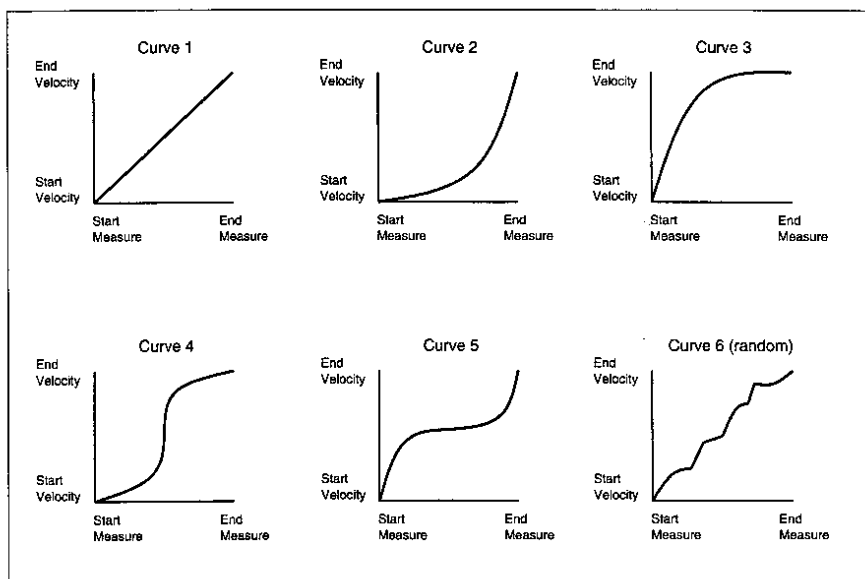 Curve 1
End
Velocity
Start
Velocity
Start
Measure
End
Measure
Curve 2
End
Velocity
Start
Velocity
Start
Measure
End
Measure
Curve 3
End
Velocity
Start
Velocity
Start
Measure
End
Measure
Curve 4
End
Velocity
Start
Velocity
Start
Measure
End
Measure
Curve 5
End
Velocity
Start
Velocity
Start
Measure
End
Measure
Curve 6 (random)
End
Velocity
Start
Velocity
Start
Measure
End
Measure